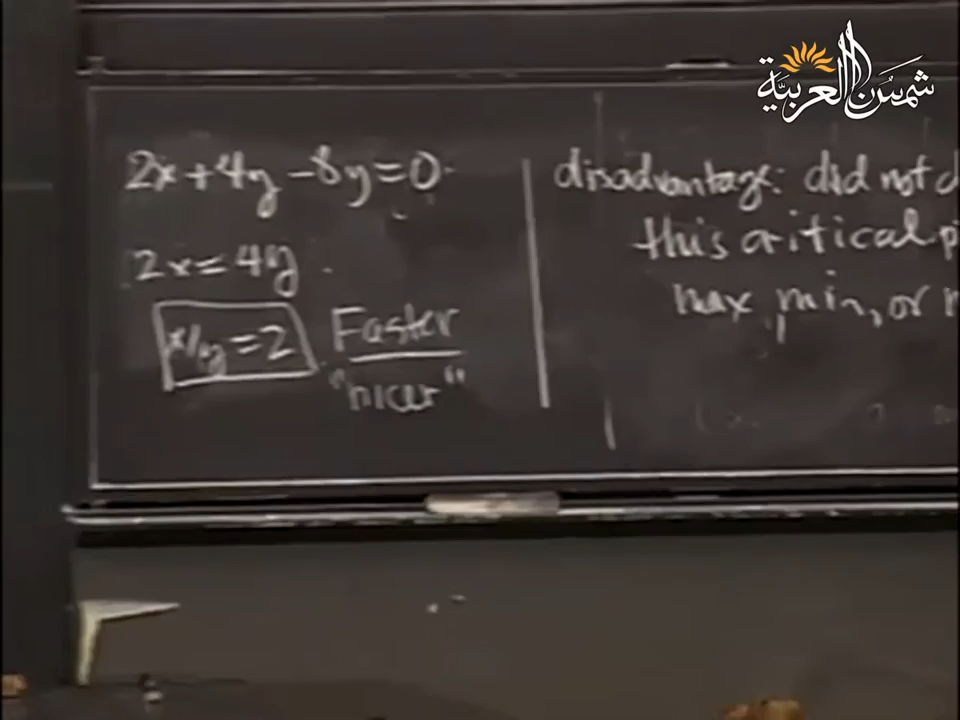 شمس العربية
2x+4y-8y=0
2x=4y
x/y=2
Faster
"nicer"
disadvantage: did not
this critical
max, min, or